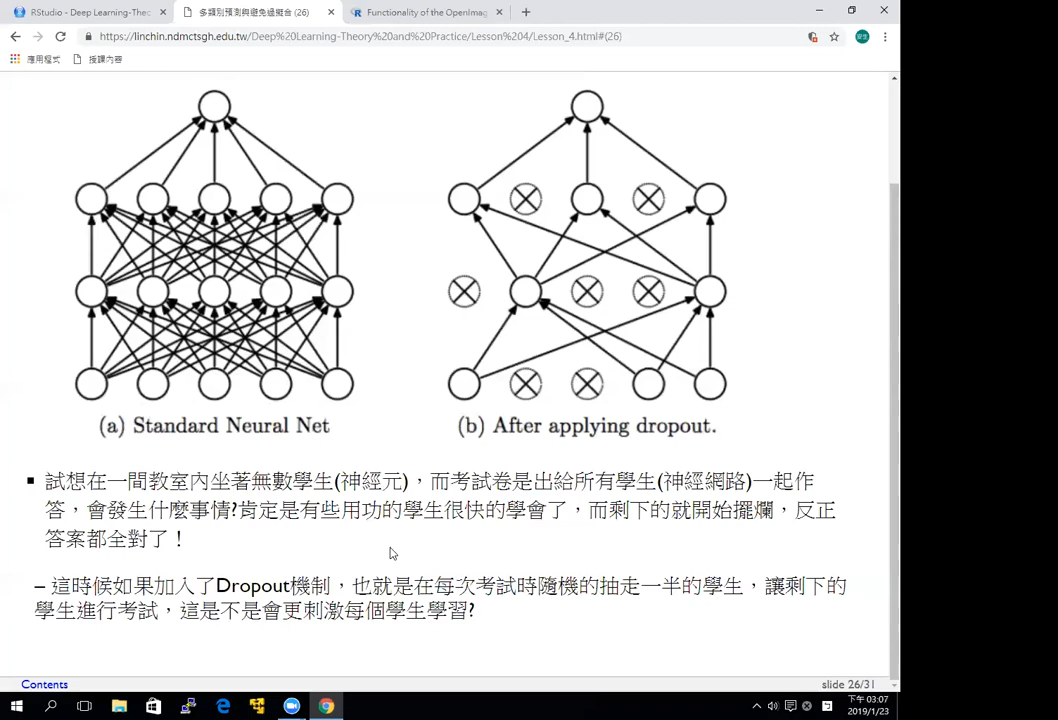 RStudio - Deep Learning-Theo
多類別預測與避免過擬合 (26)
Functionality of the OpenImag
https://linchin.ndmctsgh.edu.tw/Deep%20Learning-Theory%20and%20Practice/Lesson%204/Lesson_4.html#(26)
應用程式
授課內容
(a) Standard Neural Net
(b) After applying dropout.
試想在一間教室內坐著無數學生(神經元)，而考試卷是出給所有學生(神經網路)一起作
答，會發生什麼事情?肯定是有些用功的學生很快的學會了，而剩下的就開始擺爛，反正
答案都全對了！
– 這時候如果加入了Dropout機制，也就是在每次考試時隨機的抽走一半的學生，讓剩下的
學生進行考試，這是不是會更刺激每個學生學習?
Contents
slide 26/31
下午 03:07
2019/1/23